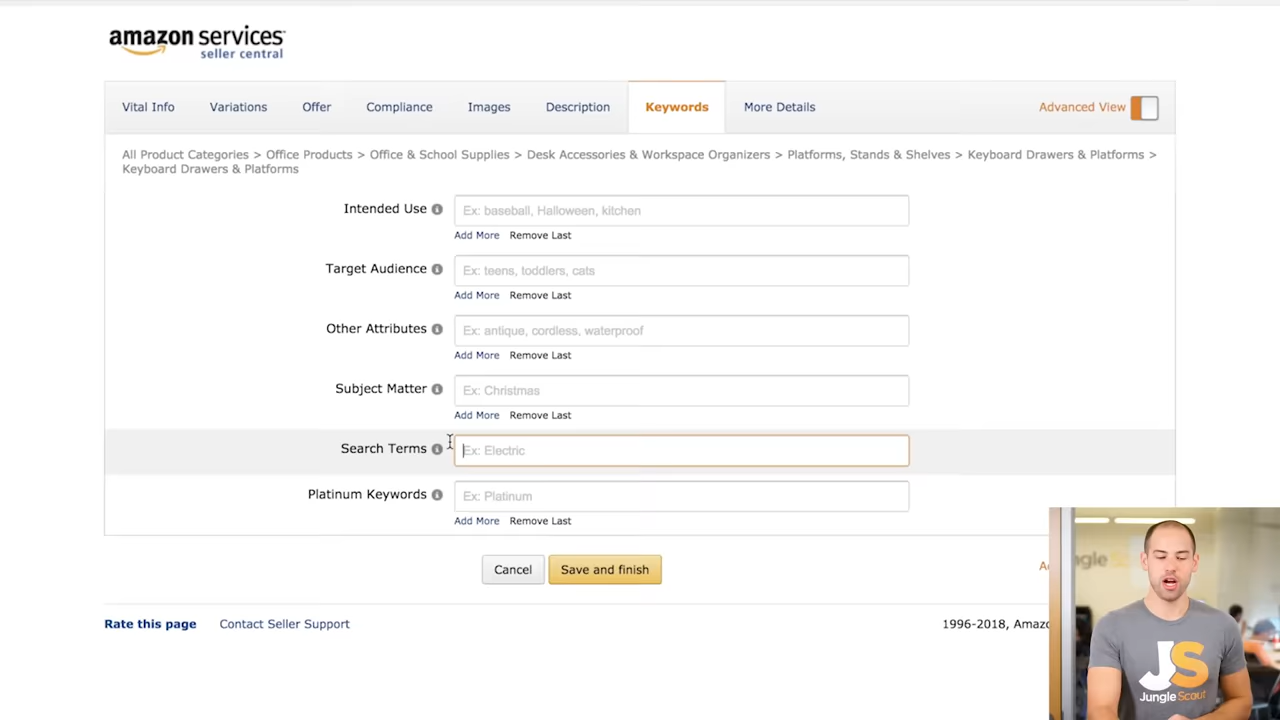 amazon services
seller central
Vital Info Variations Offer Compliance Images Description Keywords More Details Advanced View
All Product Categories > Office Products > Office & School Supplies > Desk Accessories & Workspace Organizers > Platforms, Stands & Shelves > Keyboard Drawers & Platforms >
Keyboard Drawers & Platforms
Intended Use Ex: baseball, Halloween, kitchen
Add More Remove Last
Target Audience Ex: teens, toddlers, cats
Add More Remove Last
Other Attributes Ex: antique, cordless, waterproof
Add More Remove Last
Subject Matter Ex: Christmas
Add More Remove Last
Search Terms Ex: Electric
Platinum Keywords Ex: Platinum
Add More Remove Last
Cancel Save and finish
Rate this page Contact Seller Support 1996-2018, Amazo
JS
Jungle Scout